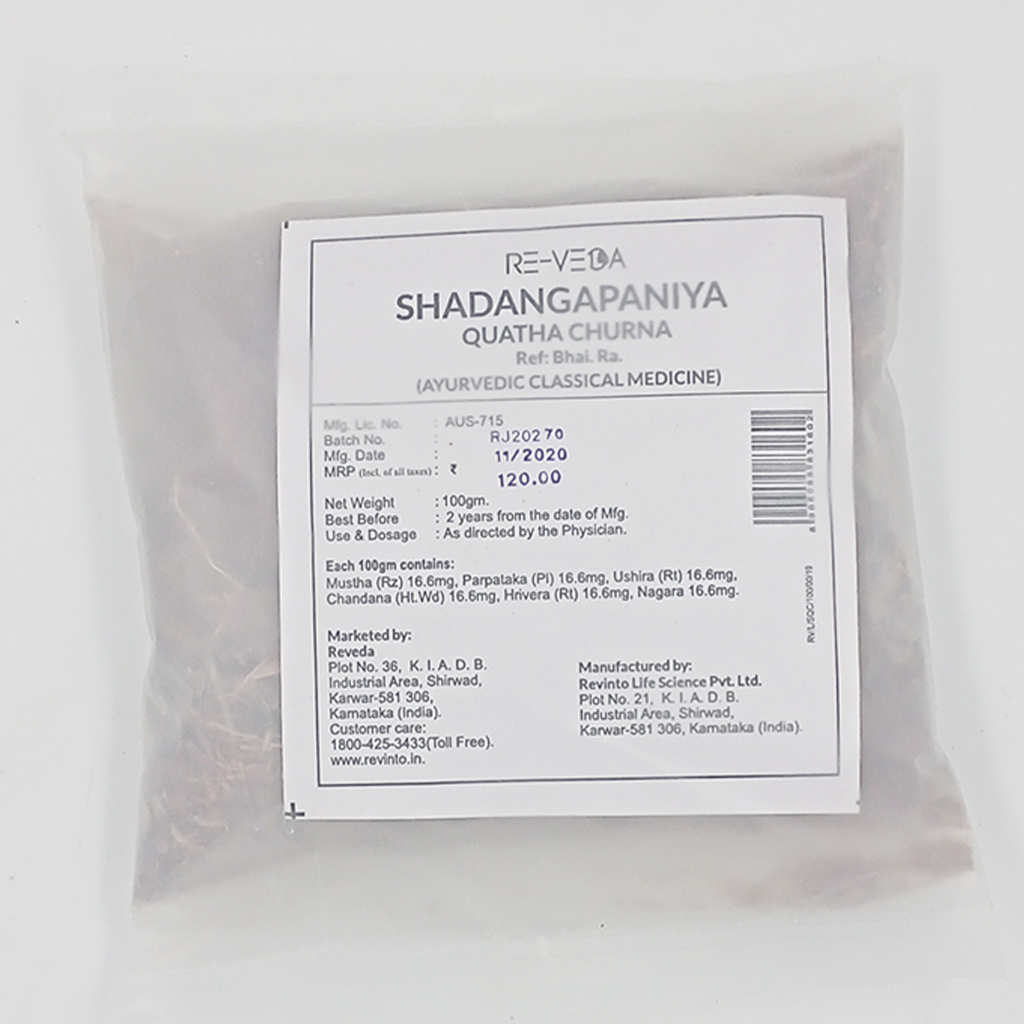 RE-VEDA
SHADANGAPANIYA
QUATHA CHURNA
Ref: Bhai. Ra.
(AYURVEDIC CLASSICAL MEDICINE)
Mfg. Lic. No. : AUS-715
Batch No. : . RJ20270
Mfg. Date : 11/2020
MRP (Incl. of all taxes) : ₹ 120.00
Net Weight : 100gm.
Best Before : 2 years from the date of Mfg.
Use & Dosage : As directed by the Physician.
Each 100gm contains:
Mustha (Rz) 16.6mg, Parpataka (Pl) 16.6mg, Ushira (Rt) 16.6mg,
Chandana (Ht.Wd) 16.6mg, Hrivera (Rt) 16.6mg, Nagara 16.6mg.
Marketed by:
Reveda
Plot No. 36, K. I. A. D. B.
Industrial Area, Shirwad,
Karwar-581 306,
Karnataka (India).
Customer care:
1800-425-3433(Toll Free).
www.revinto.in.
Manufactured by:
Revinto Life Science Pvt. Ltd.
Plot No. 21, K. I. A. D. B.
Industrial Area, Shirwad,
Karwar-581 306, Karnataka (India).